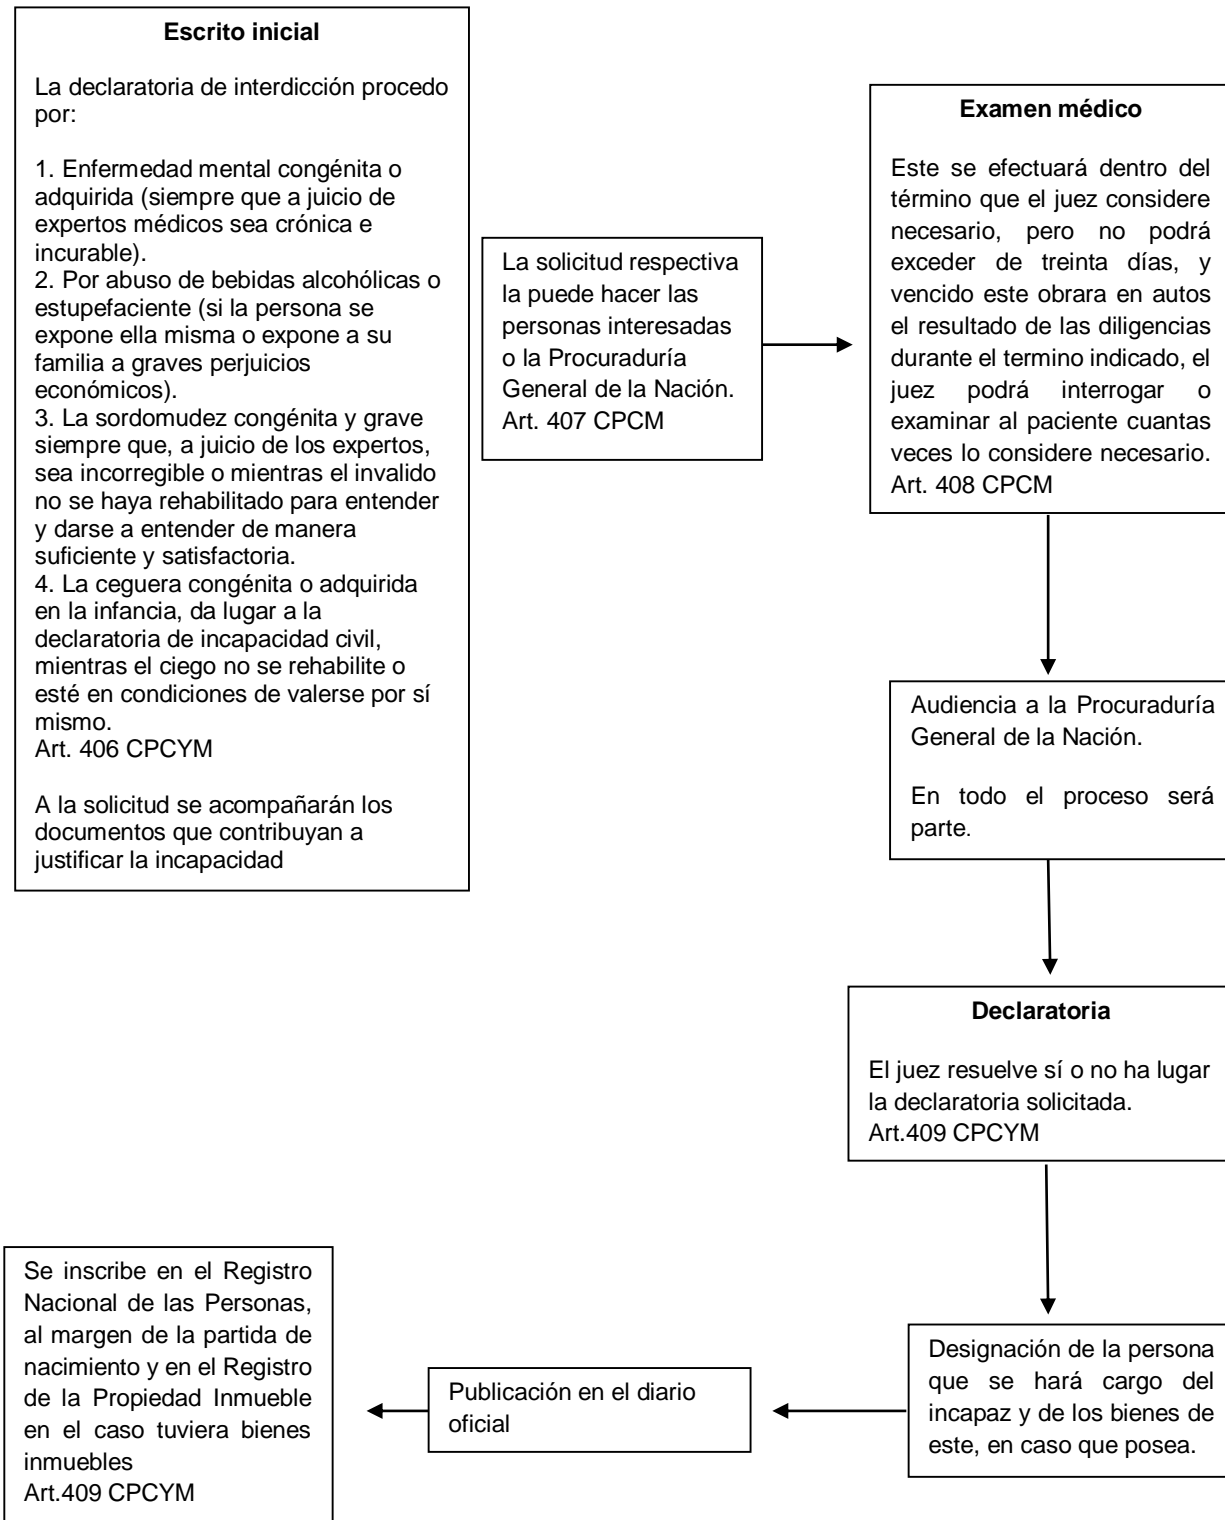 Escrito inicial
La declaratoria de interdicción procedo
por:
1. Enfermedad mental congénita o
adquirida (siempre que a juicio de
expertos médicos sea crónica e
incurable).
2. Por abuso de bebidas alcohólicas o
estupefaciente (si la persona se
expone ella misma o expone a su
familia a graves perjuicios
económicos).
3. La sordomudez congénita y grave
siempre que, a juicio de los expertos,
sea incorregible o mientras el invalido
no se haya rehabilitado para entender
y darse a entender de manera
suficiente y satisfactoria.
4. La ceguera congénita o adquirida
en la infancia, da lugar a la
declaratoria de incapacidad civil,
mientras el ciego no se rehabilite o
esté en condiciones de valerse por sí
mismo.
Art. 406 CPCYM
A la solicitud se acompañarán los
documentos que contribuyan a
justificar la incapacidad
La solicitud respectiva
la puede hacer las
personas interesadas
o la Procuraduría
General de la Nación.
Art. 407 CPCM
Examen médico
Este se efectuará dentro del
término que el juez considere
necesario, pero no podrá
exceder de treinta días, y
vencido este obrara en autos
el resultado de las diligencias
durante el termino indicado, el
juez podrá interrogar o
examinar al paciente cuantas
veces lo considere necesario.
Art. 408 CPCM
Audiencia a la Procuraduría
General de la Nación.
En todo el proceso será
parte.
Declaratoria
El juez resuelve sí o no ha lugar
la declaratoria solicitada.
Art.409 CPCYM
Designación de la persona
que se hará cargo del
incapaz y de los bienes de
este, en caso que posea.
Publicación en el diario
oficial
Se inscribe en el Registro
Nacional de las Personas,
al margen de la partida de
nacimiento y en el Registro
de la Propiedad Inmueble
en el caso tuviera bienes
inmuebles
Art.409 CPCYM